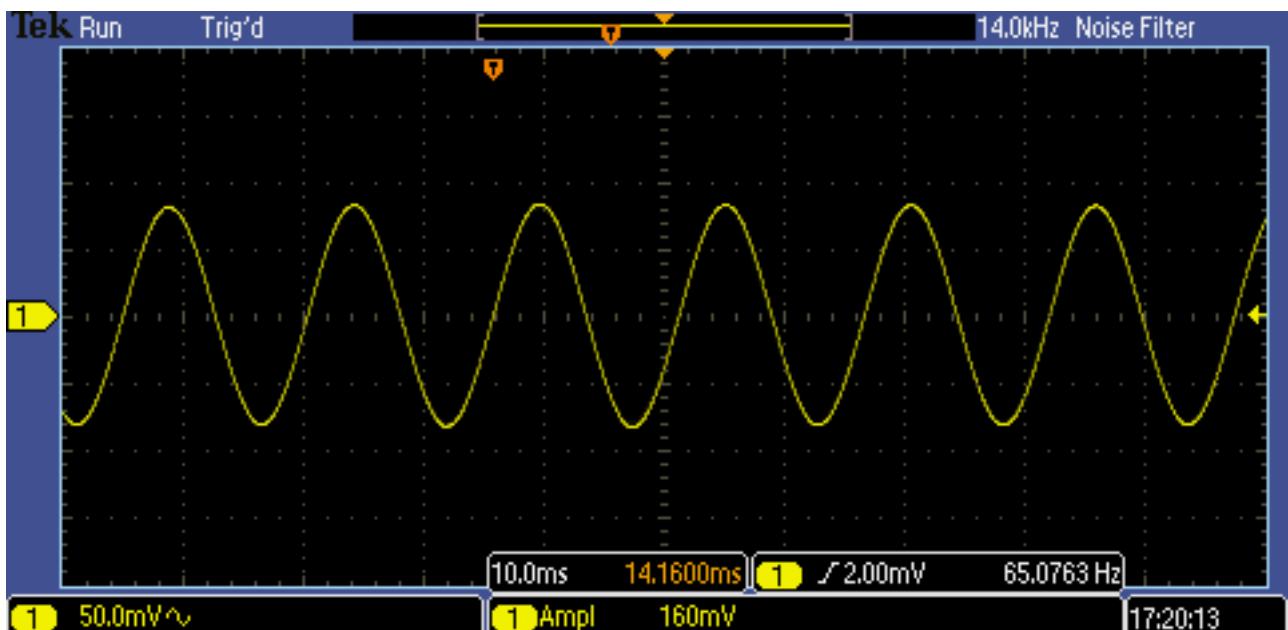 Tek Run Trig'd 14.0kHz Noise Filter
T
T
1
10.0ms 14.1600ms 1 2.00mV 65.0763 Hz
1 50.0mV 1 Ampl 160mV 17:20:13